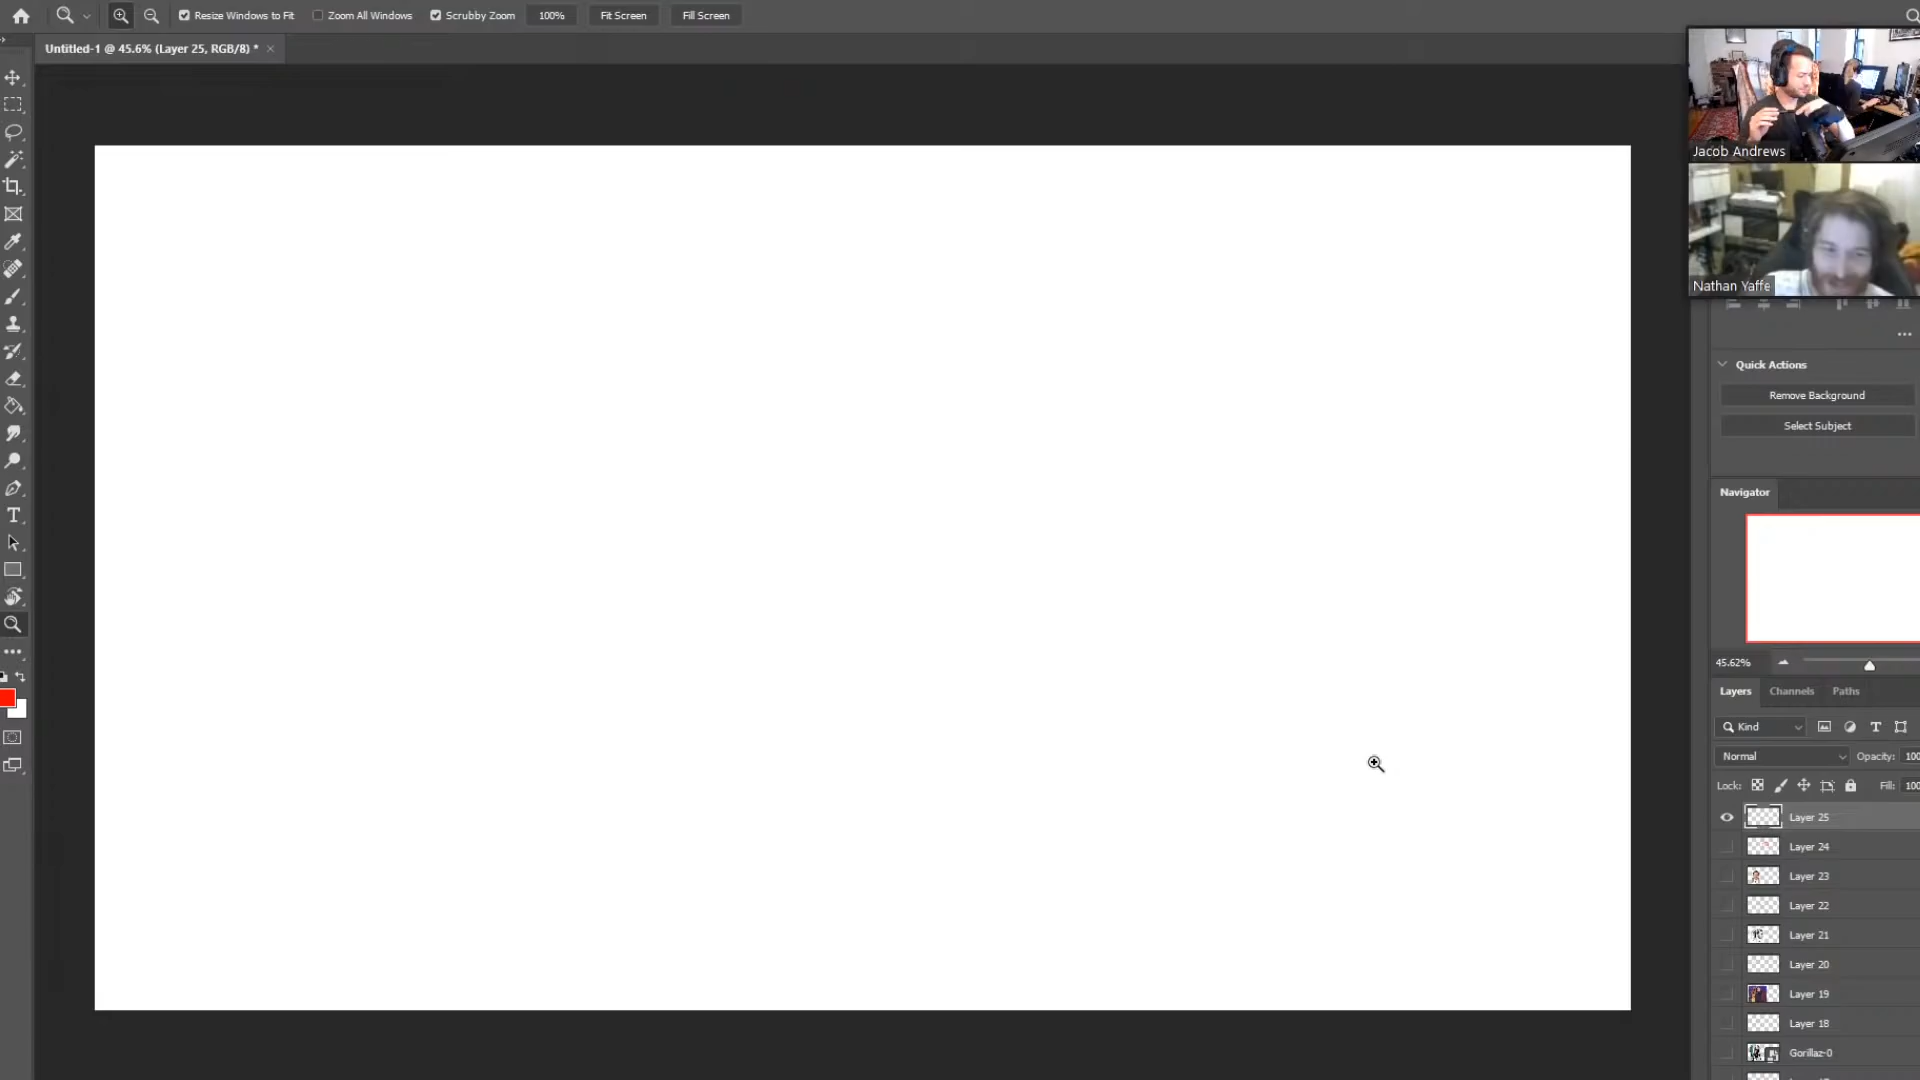 Resize Windows to Fit Zoom All Windows Scrubby Zoom 100% Fit Screen Fill Screen
Untitled-1 @ 45.6% (Layer 25, RGB/8) *
Jacob Andrews
Nathan Yaffe
Quick Actions
Remove Background
Select Subject
Navigator
45.62%
Layers Channels Paths
Kind
Normal Opacity: 100
Lock: Fill: 100
Layer 25
Layer 24
Layer 23
Layer 22
Layer 21
Layer 20
Layer 19
Layer 18
Gorillaz-0